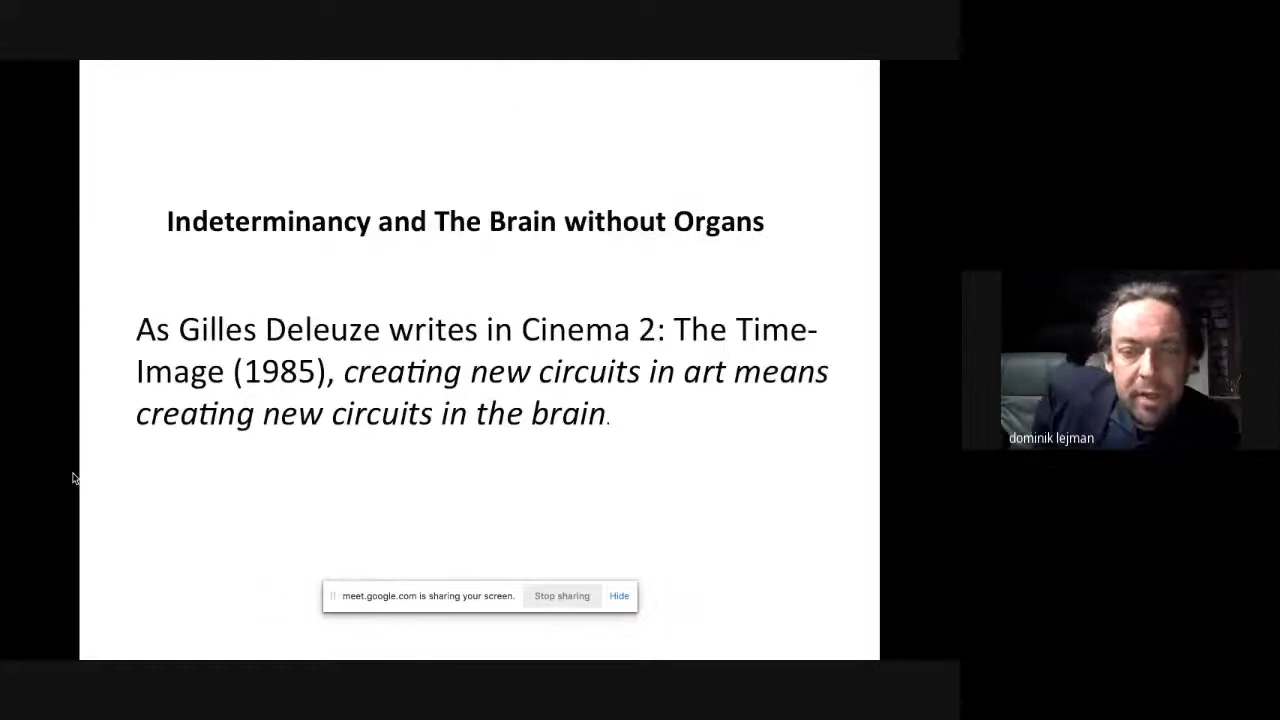 Indeterminancy and The Brain without Organs
As Gilles Deleuze writes in Cinema 2: The Time-
Image (1985), creating new circuits in art means
creating new circuits in the brain.
dominik lejman
meet.google.com is sharing your screen. Stop sharing Hide